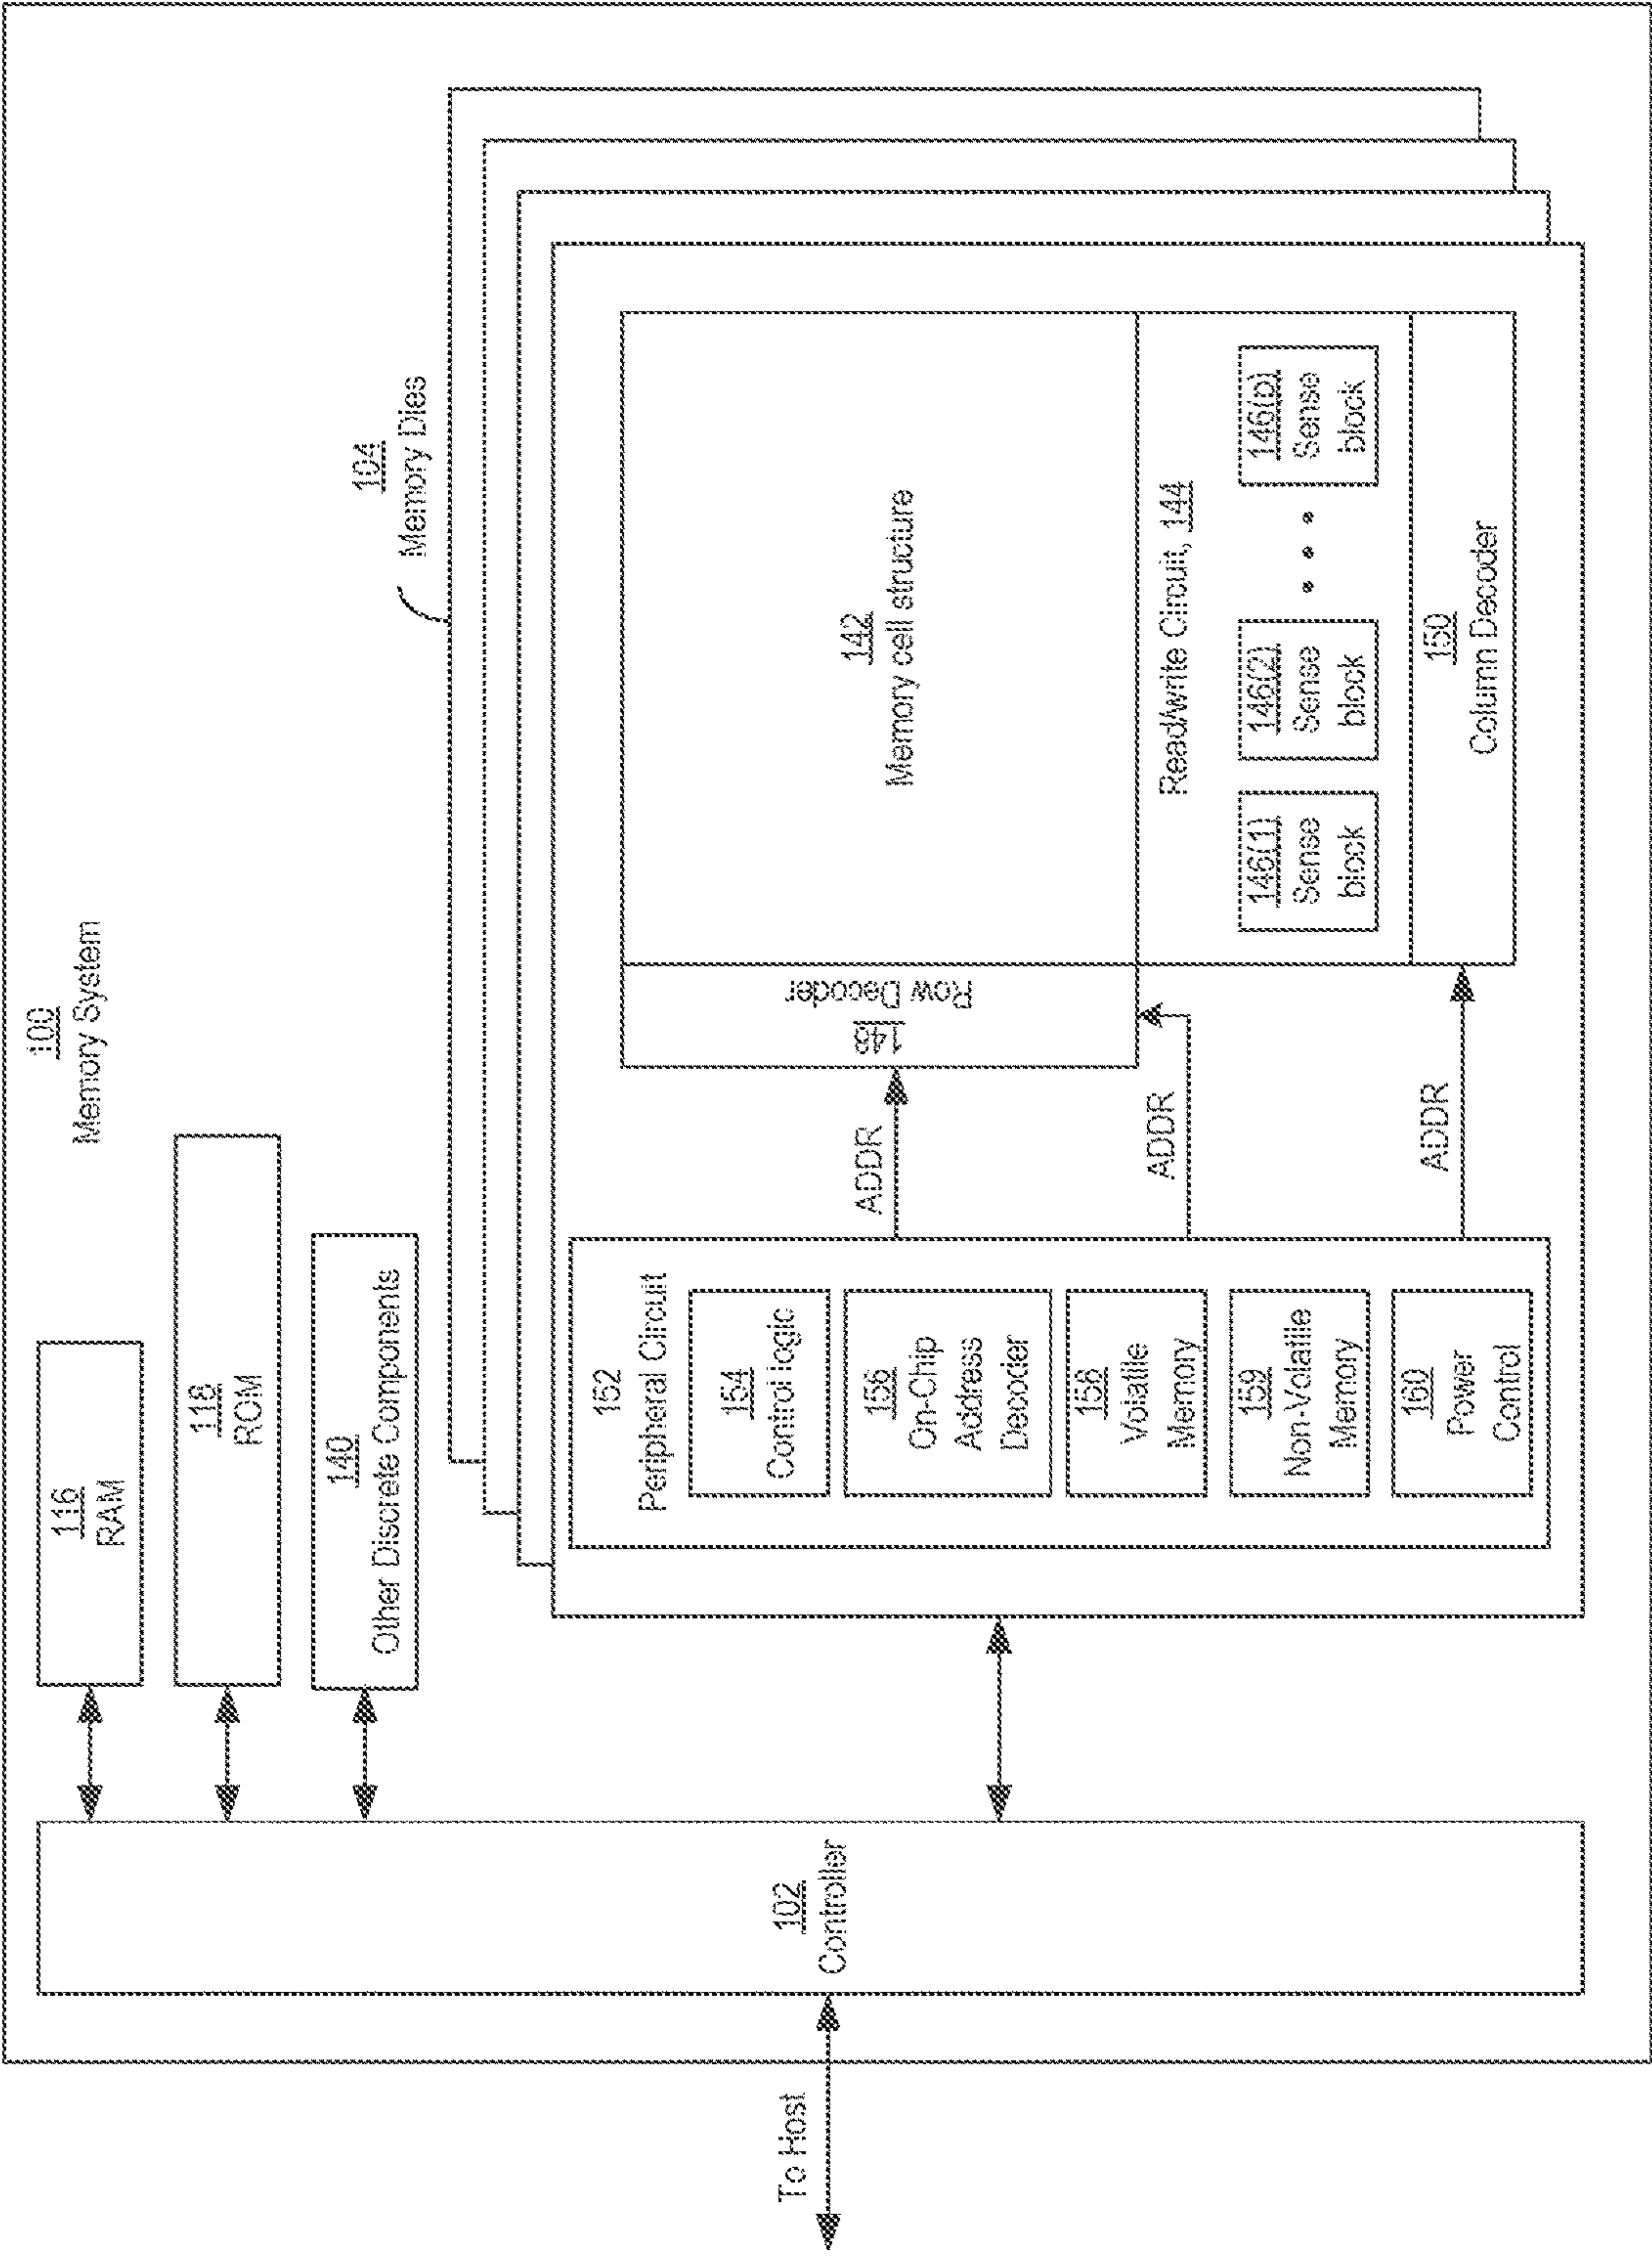 100
Memory System
116
RAM
118
ROM
140
Other Discrete Components
104
Memory Dies
102
Controller
To Host
152
Peripheral Circuit
154
Control logic
156
On-Chip
Address
Decoder
158
Volatile
Memory
159
Non-Volatile
Memory
160
Power
Control
ADDR
ADDR
ADDR
148
Row Decoder
142
Memory cell structure
Read/write Circuit, 144
146(1)
Sense
block
146(2)
Sense
block
146(p)
Sense
block
150
Column Decoder